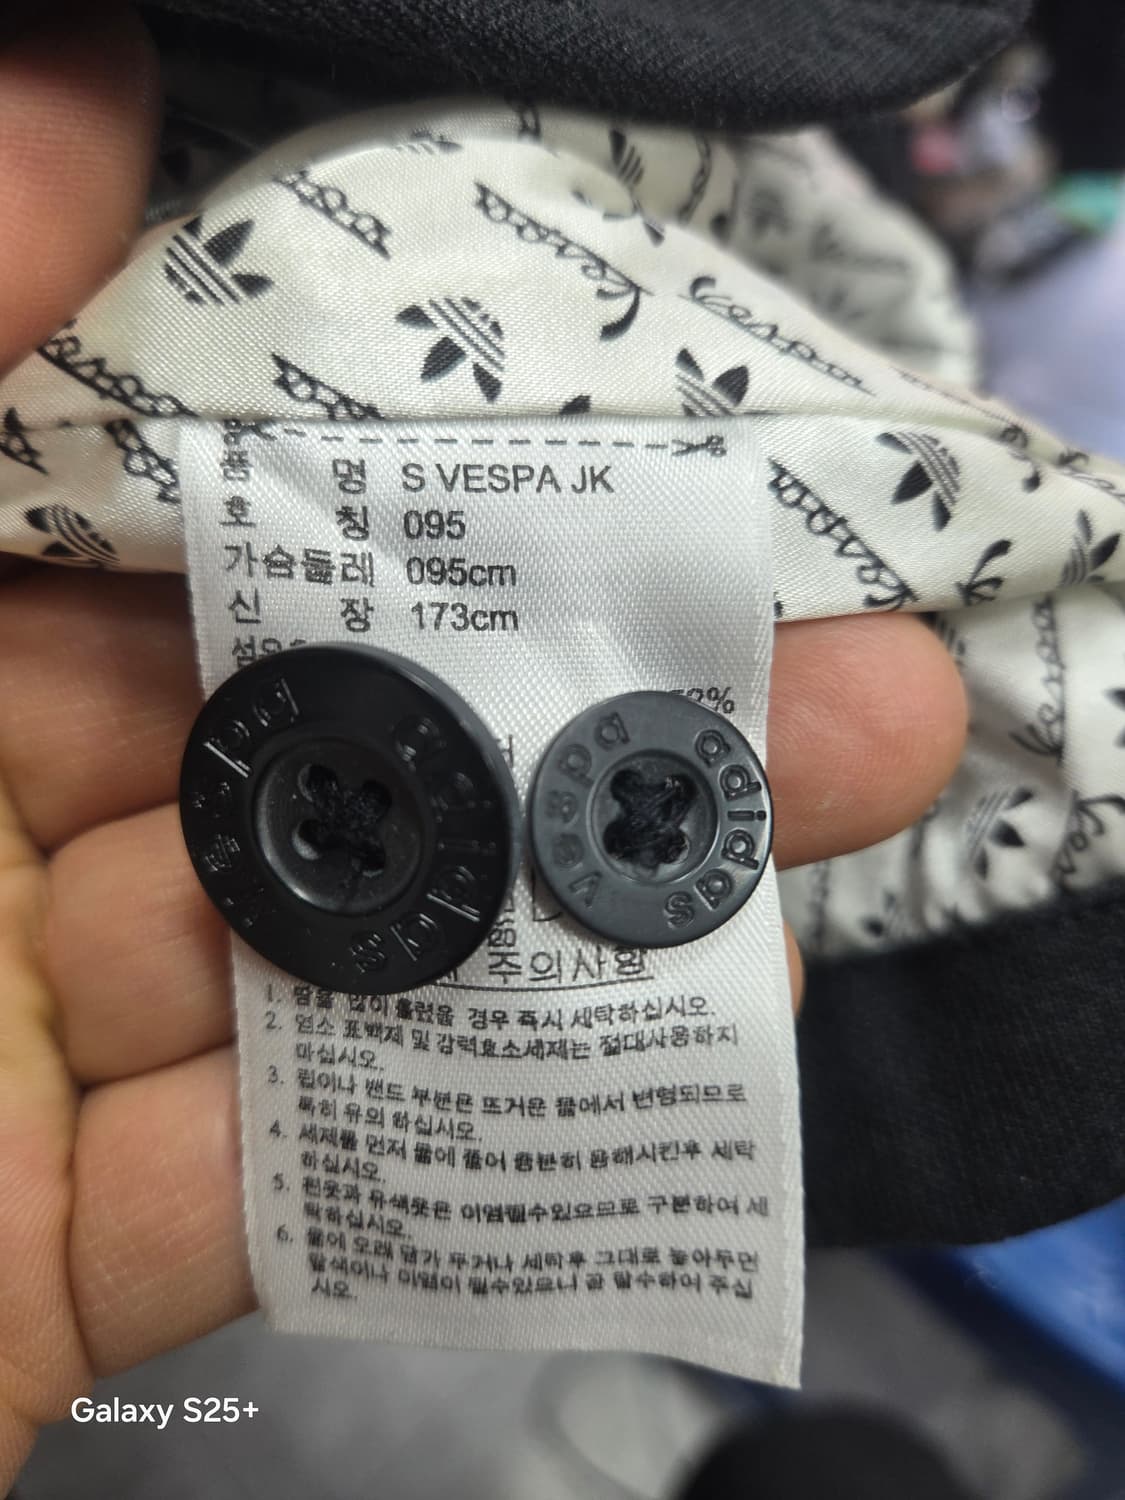 품 명 S VESPA JK
호 칭 095
가슴둘레 095cm
신 장 173cm
섬유
%
vespa adidas
vespa adidas
주의사항
1. 땀을 많이 흘렸을 경우 즉시 세탁하십시오.
2. 염소 표백제 및 강력효소세제는 절대사용하지
마십시오.
3. 립이나 밴드 부분은 뜨거운 물에서 변형되므로
특히 유의 하십시오.
4. 세제를 먼저 물에 풀어 충분히 용해시킨후 세탁
하십시오.
5. 흰옷과 유색옷은 이염될수있으므로 구분하여 세
탁하십시오.
6. 물에 오래 담가 두거나 세탁후 그대로 놓아두면
탈색이나 이염이 될수있으니 곧 탈수하여 주십
시오.
Vespa
Vespa
Vespa
Vespa
Vespa
Galaxy S25+